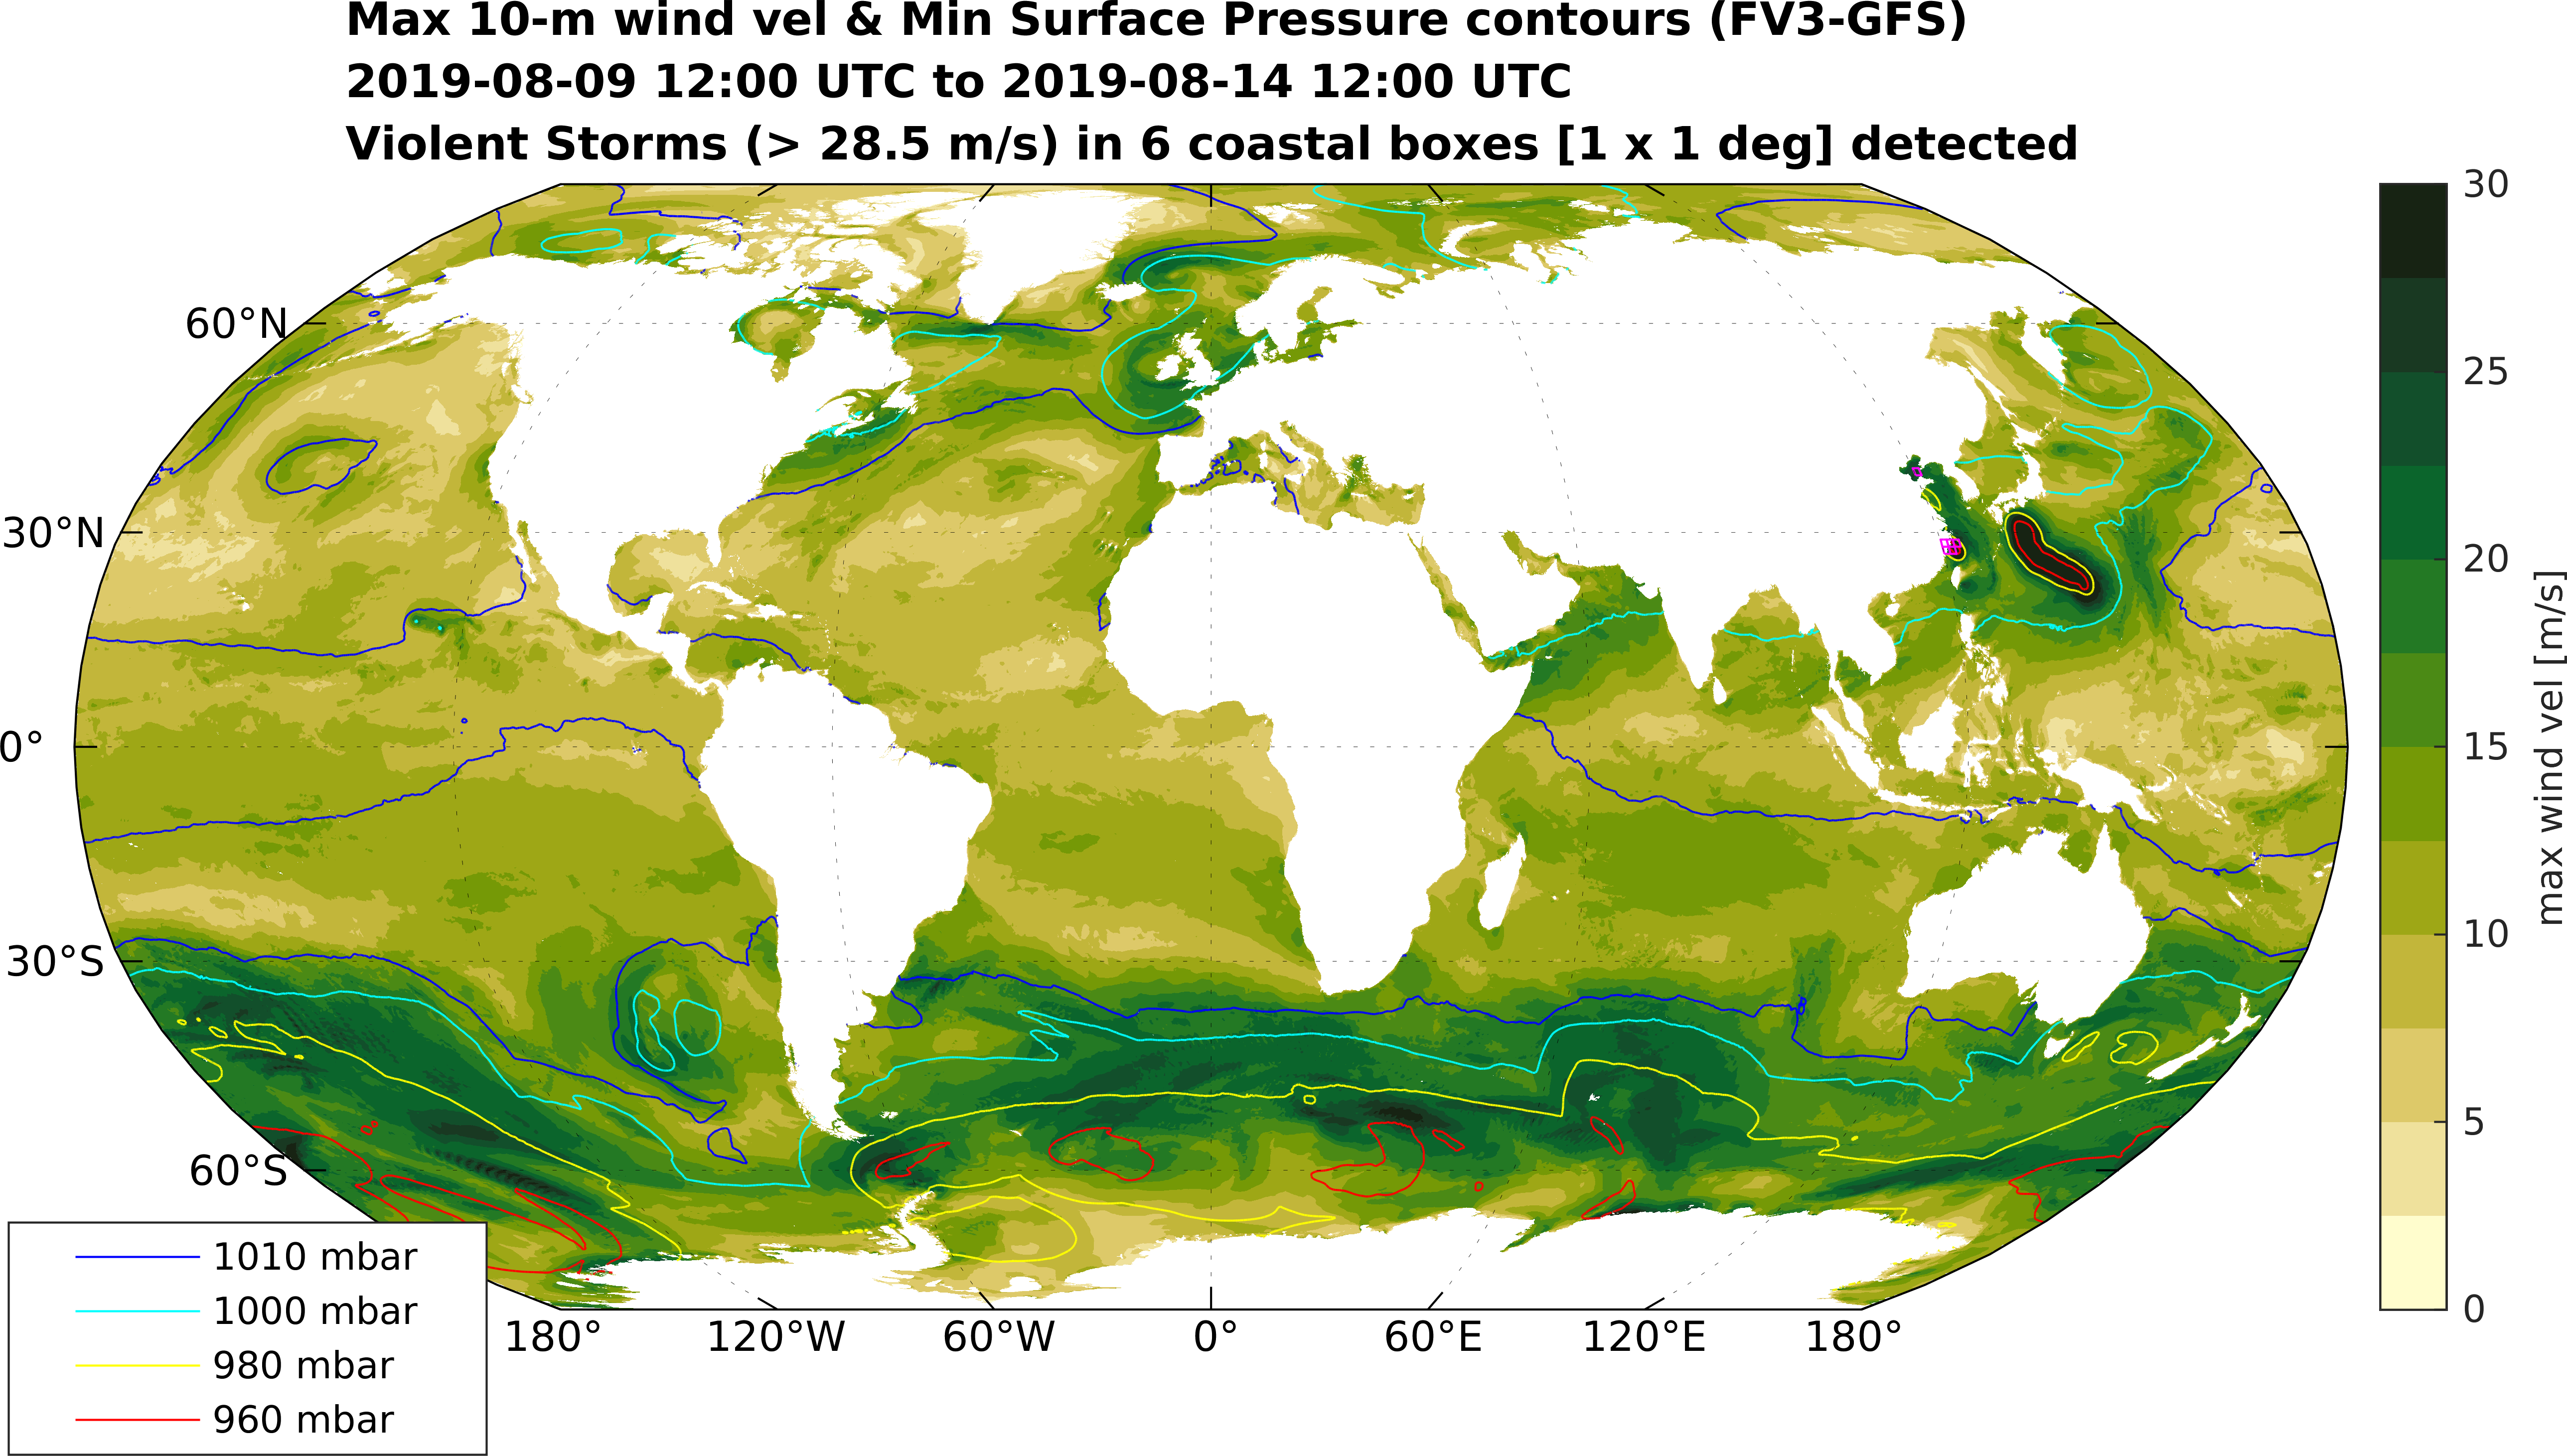 Max 10-m wind vel & Min Surface Pressure contours (FV3-GFS)
2019-08-09 12:00 UTC to 2019-08-14 12:00 UTC
Violent Storms (> 28.5 m/s) in 6 coastal boxes [1 x 1 deg] detected
60°N
30°N
0°
30°S
60°S
180°
120°W
60°W
0°
60°E
120°E
180°
1010 mbar
1000 mbar
980 mbar
960 mbar
30
25
20
15
10
5
0
max wind vel [m/s]